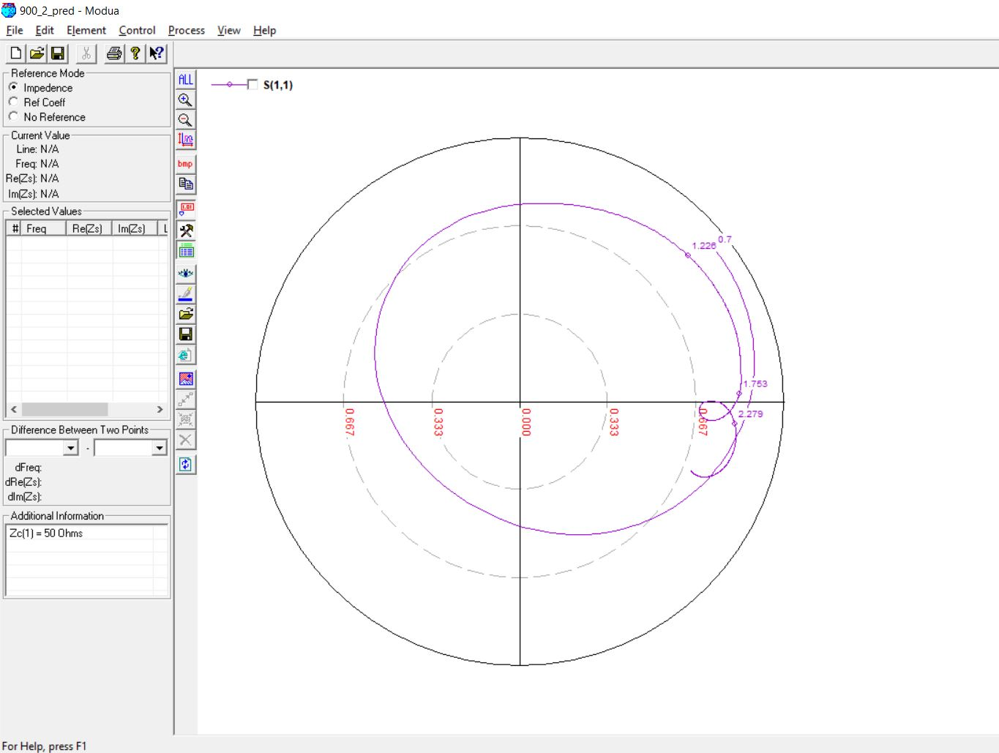 900_2_pred - Modua
File Edit Element Control Process View Help
Reference Mode
Impedence
Ref Coeff
No Reference
Current Value
Line: N/A
Freq: N/A
Re(Zs): N/A
Im(Zs): N/A
Selected Values
# Freq Re(Zs) Im(Zs) L
Difference Between Two Points
-
dFreq:
dRe(Zs):
dIm(Zs):
Additional Information
Zc(1) = 50 Ohms
ALL
bmp
1.01
S(1,1)
1.226
0.7
1.753
2.279
0.667
0.333
0.000
0.333
0.667
For Help, press F1